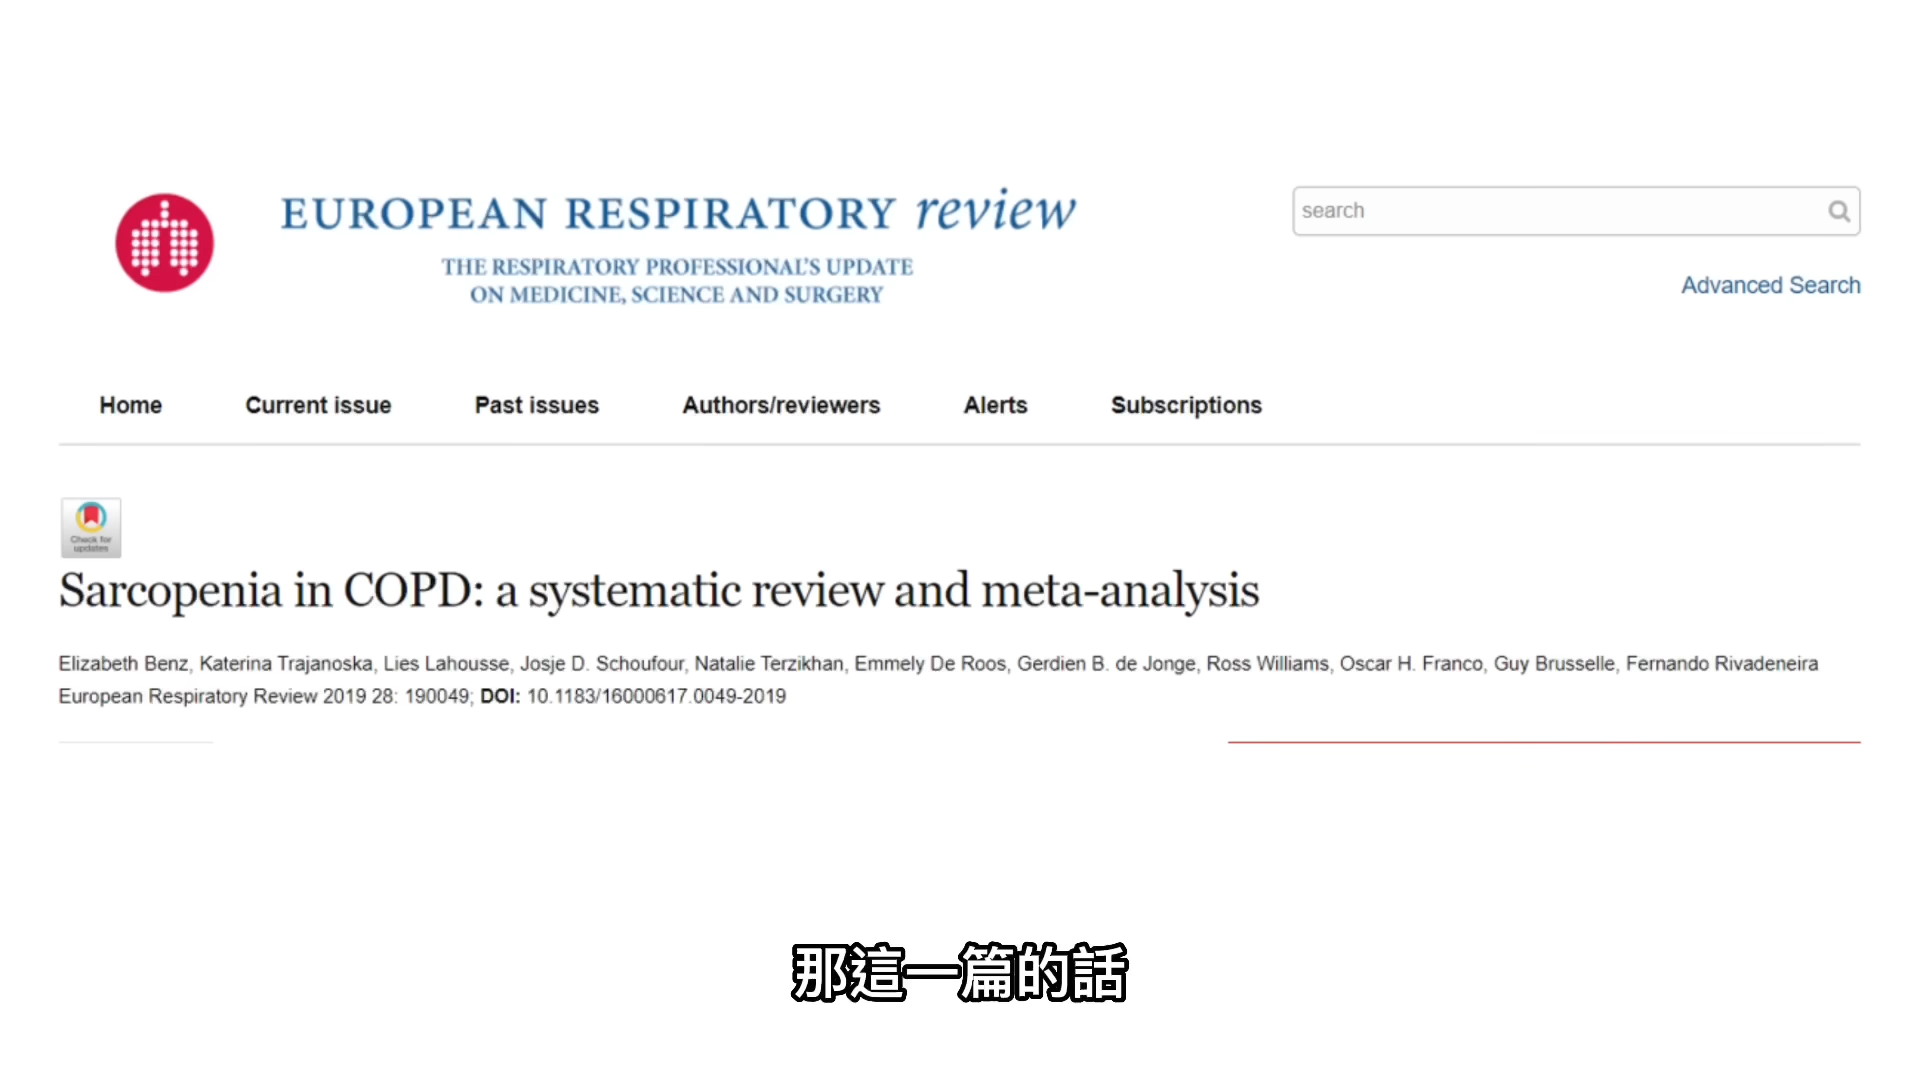 EUROPEAN RESPIRATORY review
THE RESPIRATORY PROFESSIONAL'S UPDATE
ON MEDICINE, SCIENCE AND SURGERY
search
Advanced Search
Home Current issue Past issues Authors/reviewers Alerts Subscriptions
Check for
updates
Sarcopenia in COPD: a systematic review and meta-analysis
Elizabeth Benz, Katerina Trajanoska, Lies Lahousse, Josje D. Schoufour, Natalie Terzikhan, Emmely De Roos, Gerdien B. de Jonge, Ross Williams, Oscar H. Franco, Guy Brusselle, Fernando Rivadeneira
European Respiratory Review 2019 28: 190049; DOI: 10.1183/16000617.0049-2019
那這一篇的話